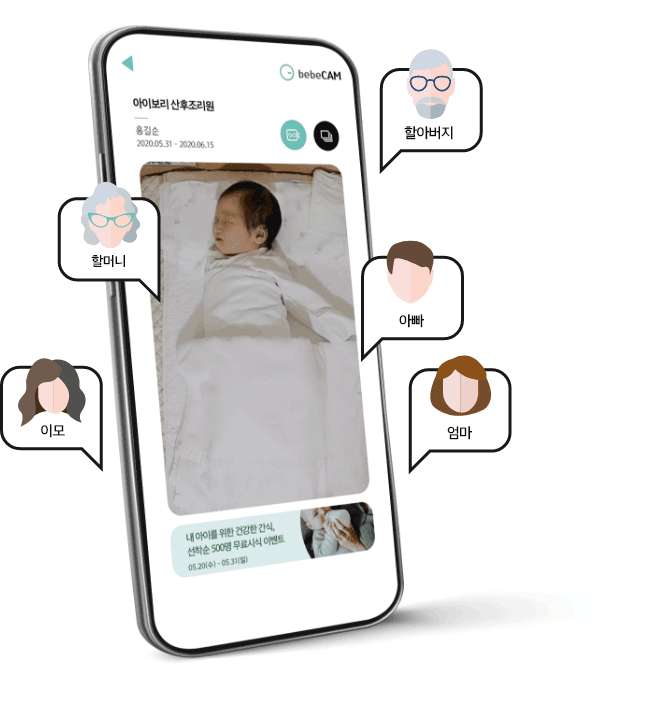 bebeCAM
아이보리 산후조리원
홍길순
2020.05.31 - 2020.06.15
할아버지
할머니
아빠
이모
엄마
내 아이를 위한 건강한 간식,
선착순 500명 무료시식 이벤트
05.20(수) - 05.31(일)